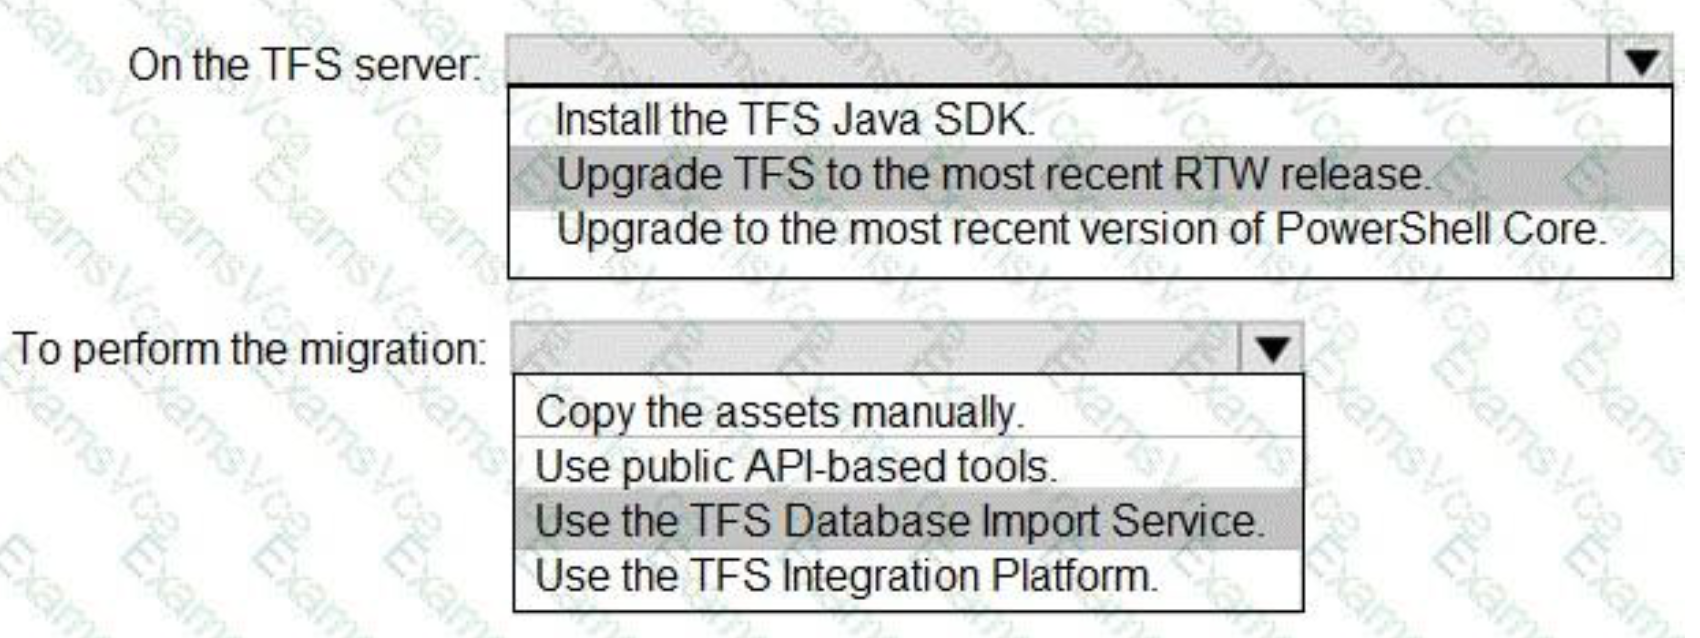 On the TFS server:
Install the TFS Java SDK.
Upgrade TFS to the most recent RTW release.
Upgrade to the most recent version of PowerShell Core.
To perform the migration:
Copy the assets manually.
Use public API-based tools.
Use the TFS Database Import Service.
Use the TFS Integration Platform.
ExamsVce